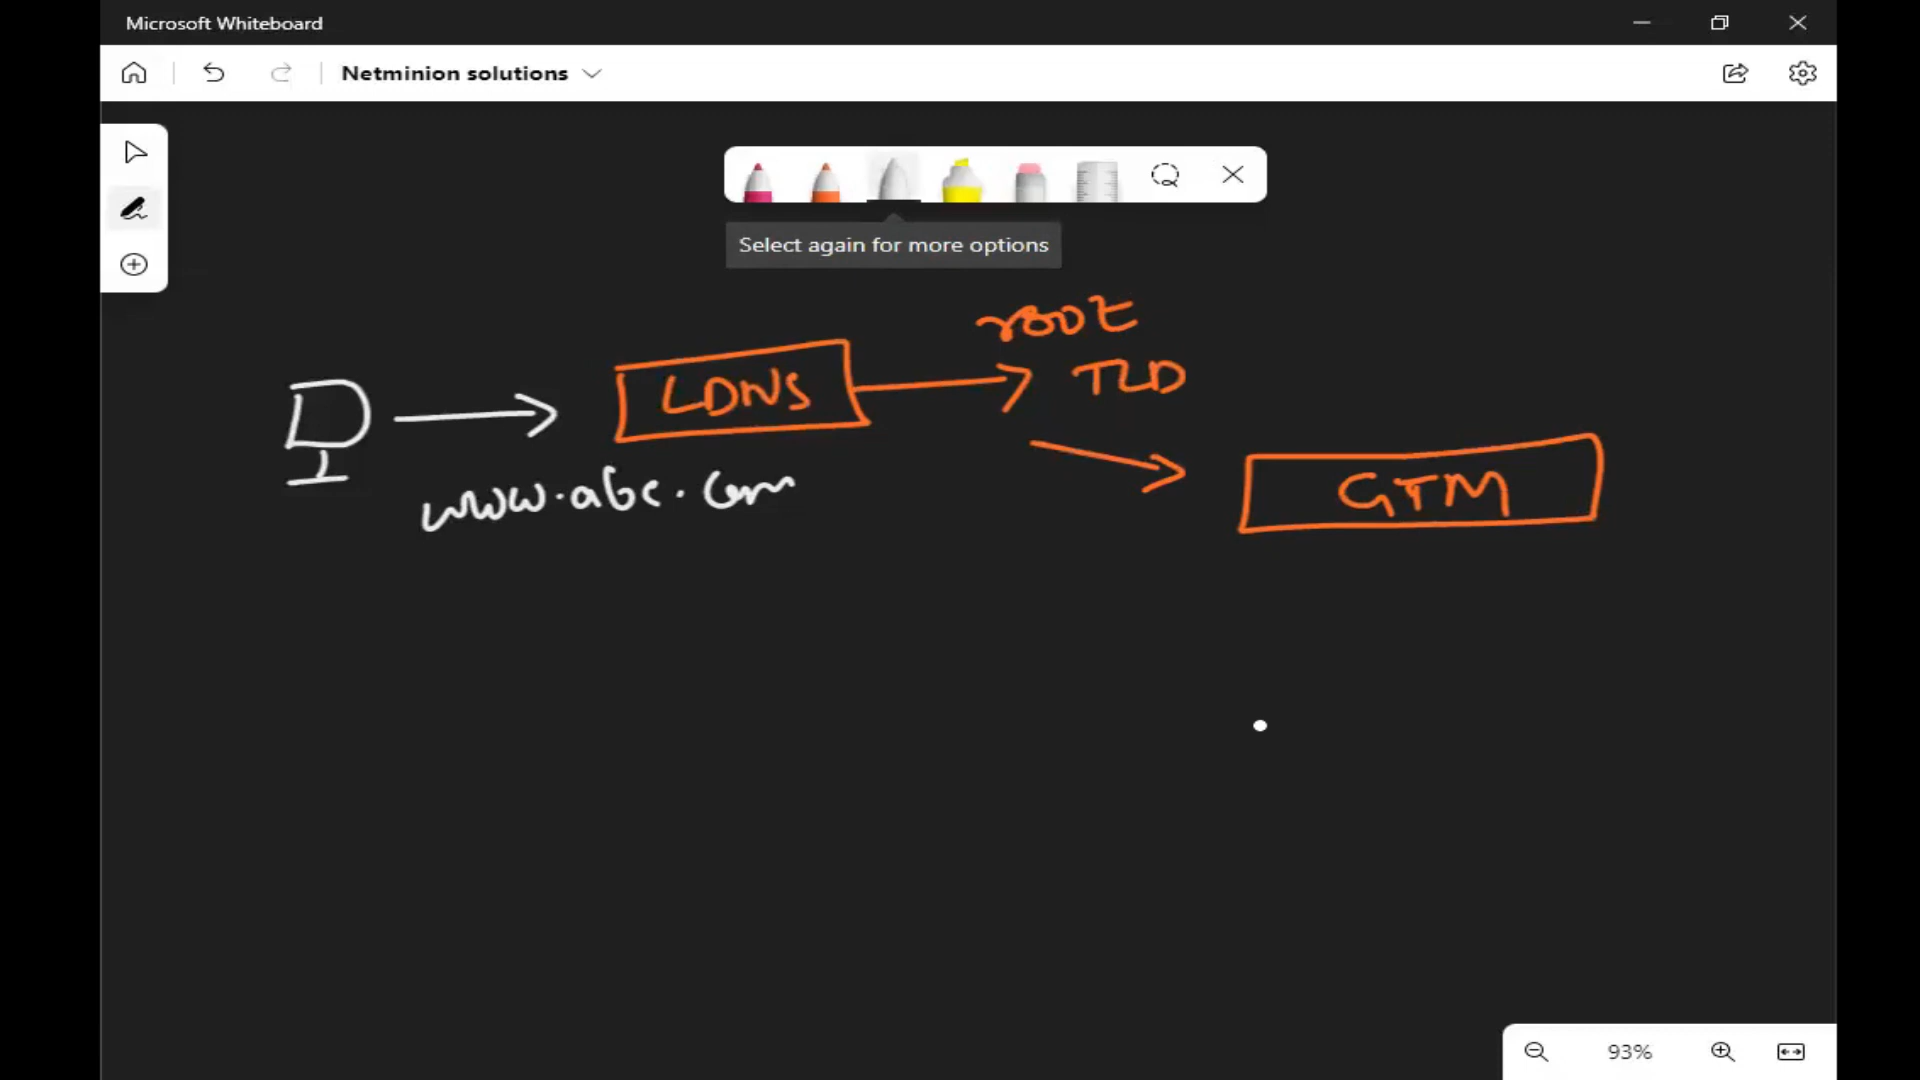 Microsoft Whiteboard
Netminion solutions
Select again for more options
root
TLD
LDNS
www.abc.com
GTM
93%